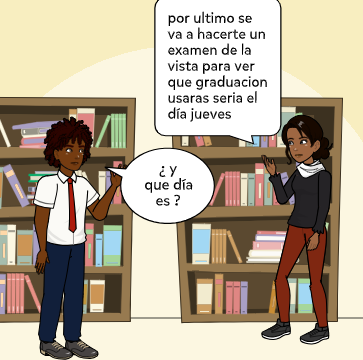 por ultimo se
va a hacerte un
examen de la
vista para ver
que graduacion
usaras seria el
día jueves
¿ y
que día
es ?